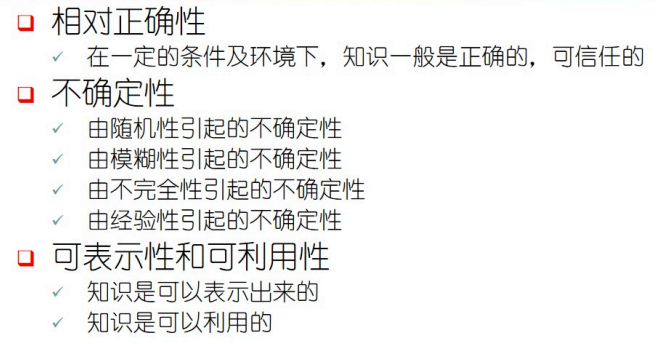 相对正确性
在一定的条件及环境下，知识一般是正确的，可信任的
不确定性
由随机性引起的不确定性
由模糊性引起的不确定性
由不完全性引起的不确定性
由经验性引起的不确定性
可表示性和可利用性
知识是可以表示出来的
知识是可以利用的